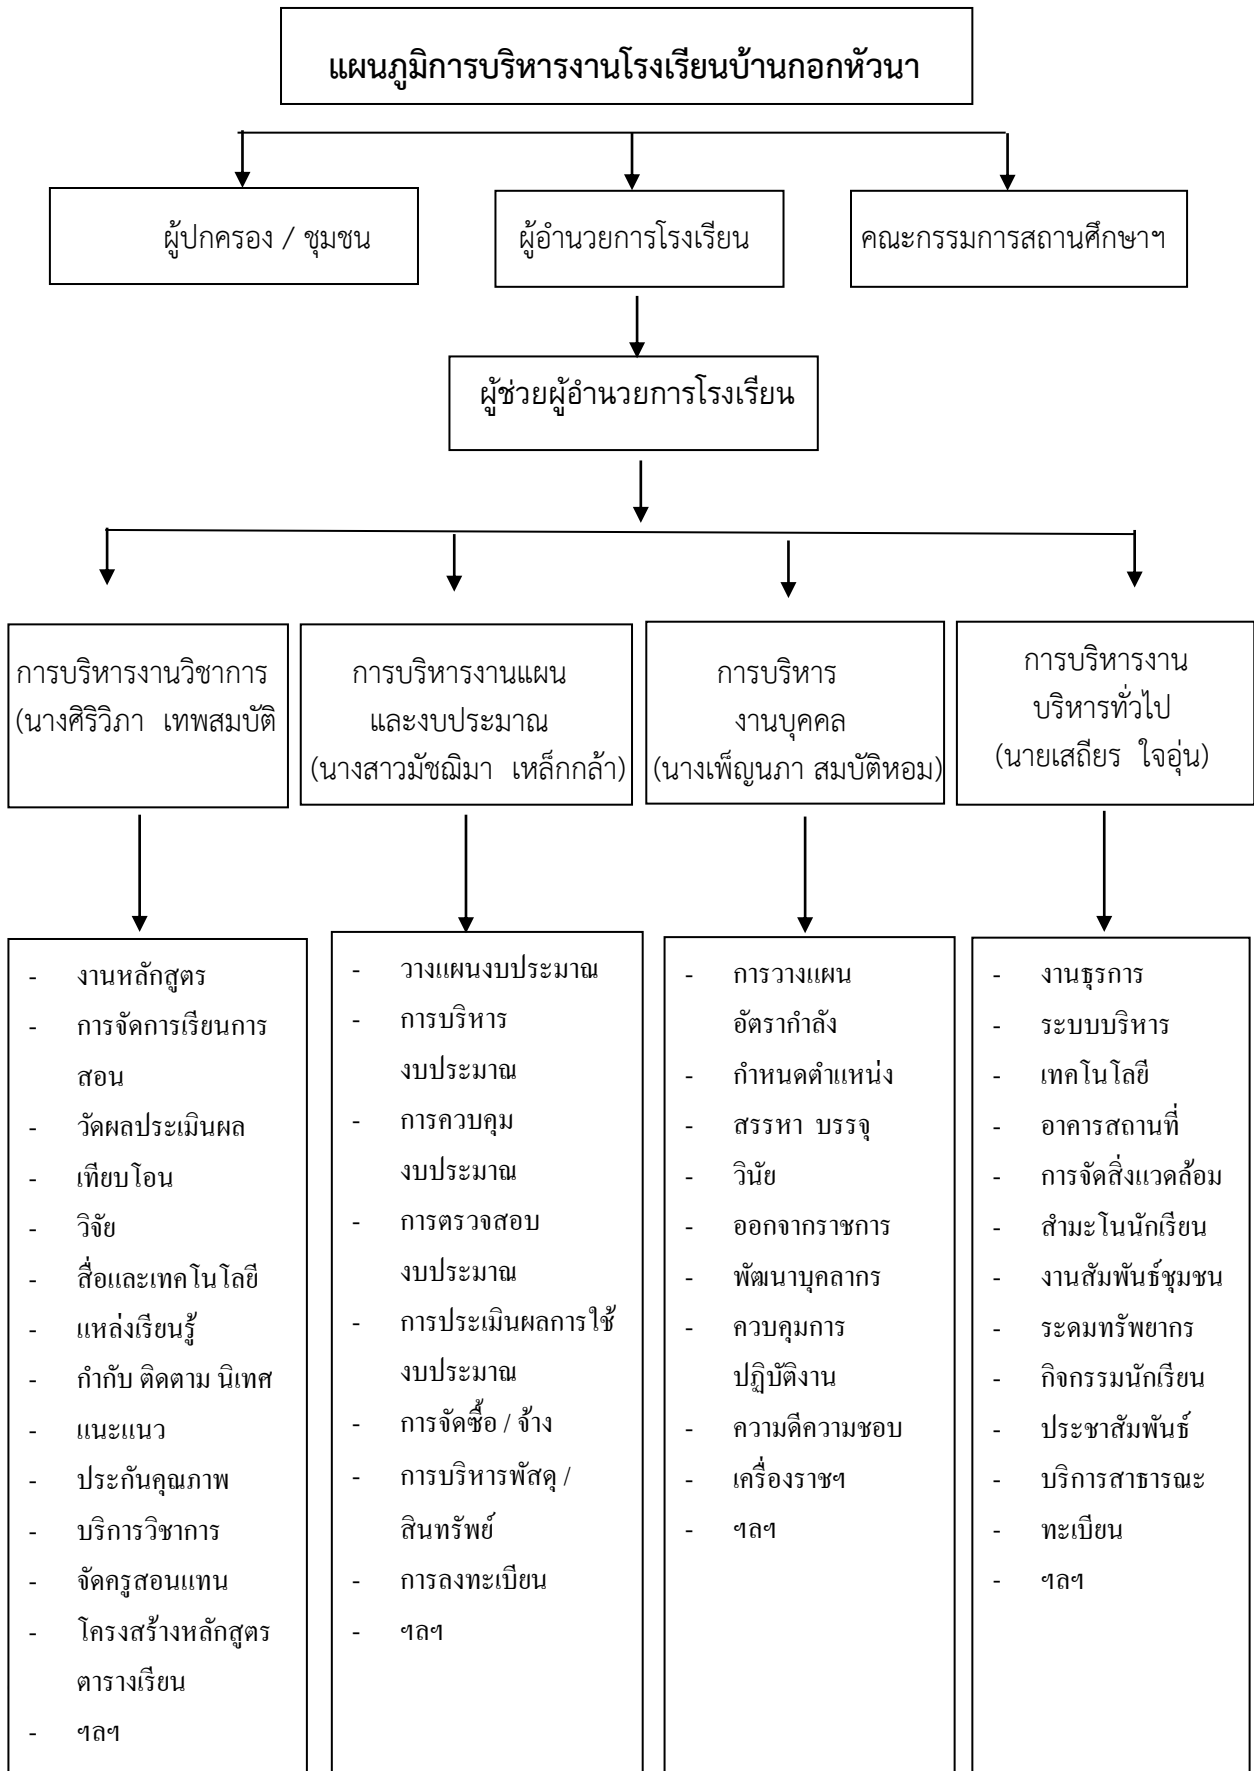 แผนภูมิการบริหารงานโรงเรียนบ้านกอกหัวนา
ผู้ปกครอง / ชุมชน
ผู้อำนวยการโรงเรียน
คณะกรรมการสถานศึกษาฯ
ผู้ช่วยผู้อำนวยการโรงเรียน
การบริหารงานวิชาการ
(นางศิริวิภา เทพสมบัติ
การบริหารงานแผน
และงบประมาณ
(นางสาวมัชฌิมา เหล็กกล้า)
การบริหาร
งานบุคคล
(นางเพ็ญนภา สมบัติหอม)
การบริหารงาน
บริหารทั่วไป
(นายเสถียร ใจอุ่น)
- งานหลักสูตร
- การจัดการเรียนการ
สอน
- วัดผลประเมินผล
- เทียบโอน
- วิจัย
- สื่อและเทคโนโลยี
- แหล่งเรียนรู้
- กำกับ ติดตาม นิเทศ
- แนะแนว
- ประกันคุณภาพ
- บริการวิชาการ
- จัดครูสอนแทน
- โครงสร้างหลักสูตร
ตารางเรียน
- ฯลฯ
- วางแผนงบประมาณ
- การบริหาร
งบประมาณ
- การควบคุม
งบประมาณ
- การตรวจสอบ
งบประมาณ
- การประเมินผลการใช้
งบประมาณ
- การจัดซื้อ / จ้าง
- การบริหารพัสดุ /
สินทรัพย์
- การลงทะเบียน
- ฯลฯ
- การวางแผน
อัตรากำลัง
- กำหนดตำแหน่ง
- สรรหา บรรจุ
- วินัย
- ออกจากราชการ
- พัฒนาบุคลากร
- ควบคุมการ
ปฏิบัติงาน
- ความดีความชอบ
- เครื่องราชฯ
- ฯลฯ
- งานธุรการ
- ระบบบริหาร
- เทคโนโลยี
- อาคารสถานที่
- การจัดสิ่งแวดล้อม
- สำมะโนนักเรียน
- งานสัมพันธ์ชุมชน
- ระดมทรัพยากร
- กิจกรรมนักเรียน
- ประชาสัมพันธ์
- บริการสาธารณะ
- ทะเบียน
- ฯลฯ